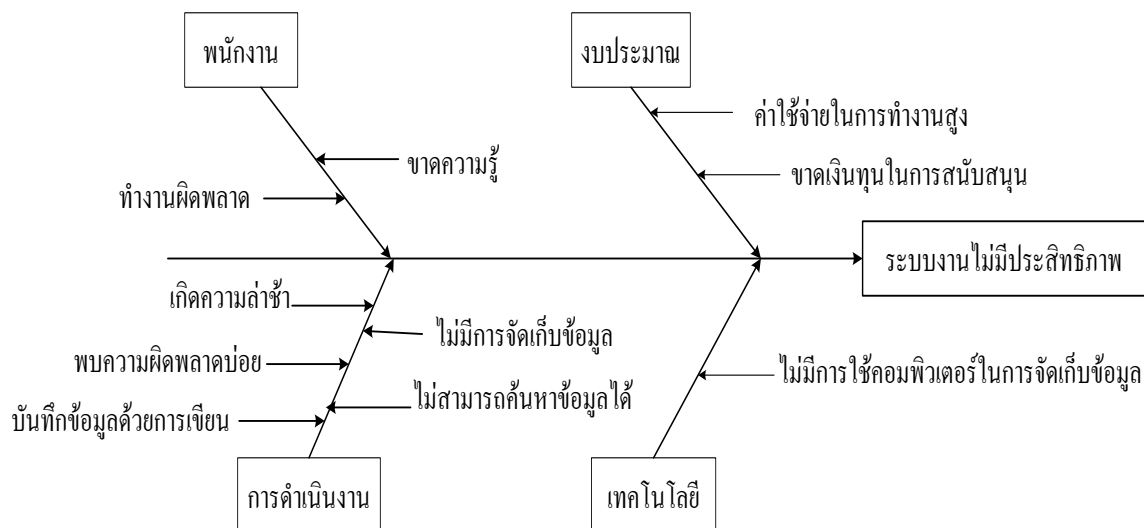 พนักงาน
งบประมาณ
ค่าใช้จ่ายในการทำงานสูง
ขาดความรู้
ขาดเงินทุนในการสนับสนุน
ทำงานผิดพลาด
ระบบงานไม่มีประสิทธิภาพ
เกิดความล่าช้า
ไม่มีการจัดเก็บข้อมูล
พบความผิดพลาดบ่อย
ไม่มีการใช้คอมพิวเตอร์ในการจัดเก็บข้อมูล
ไม่สามารถค้นหาข้อมูลได้
บันทึกข้อมูลด้วยการเขียน
การดำเนินงาน
เทคโนโลยี